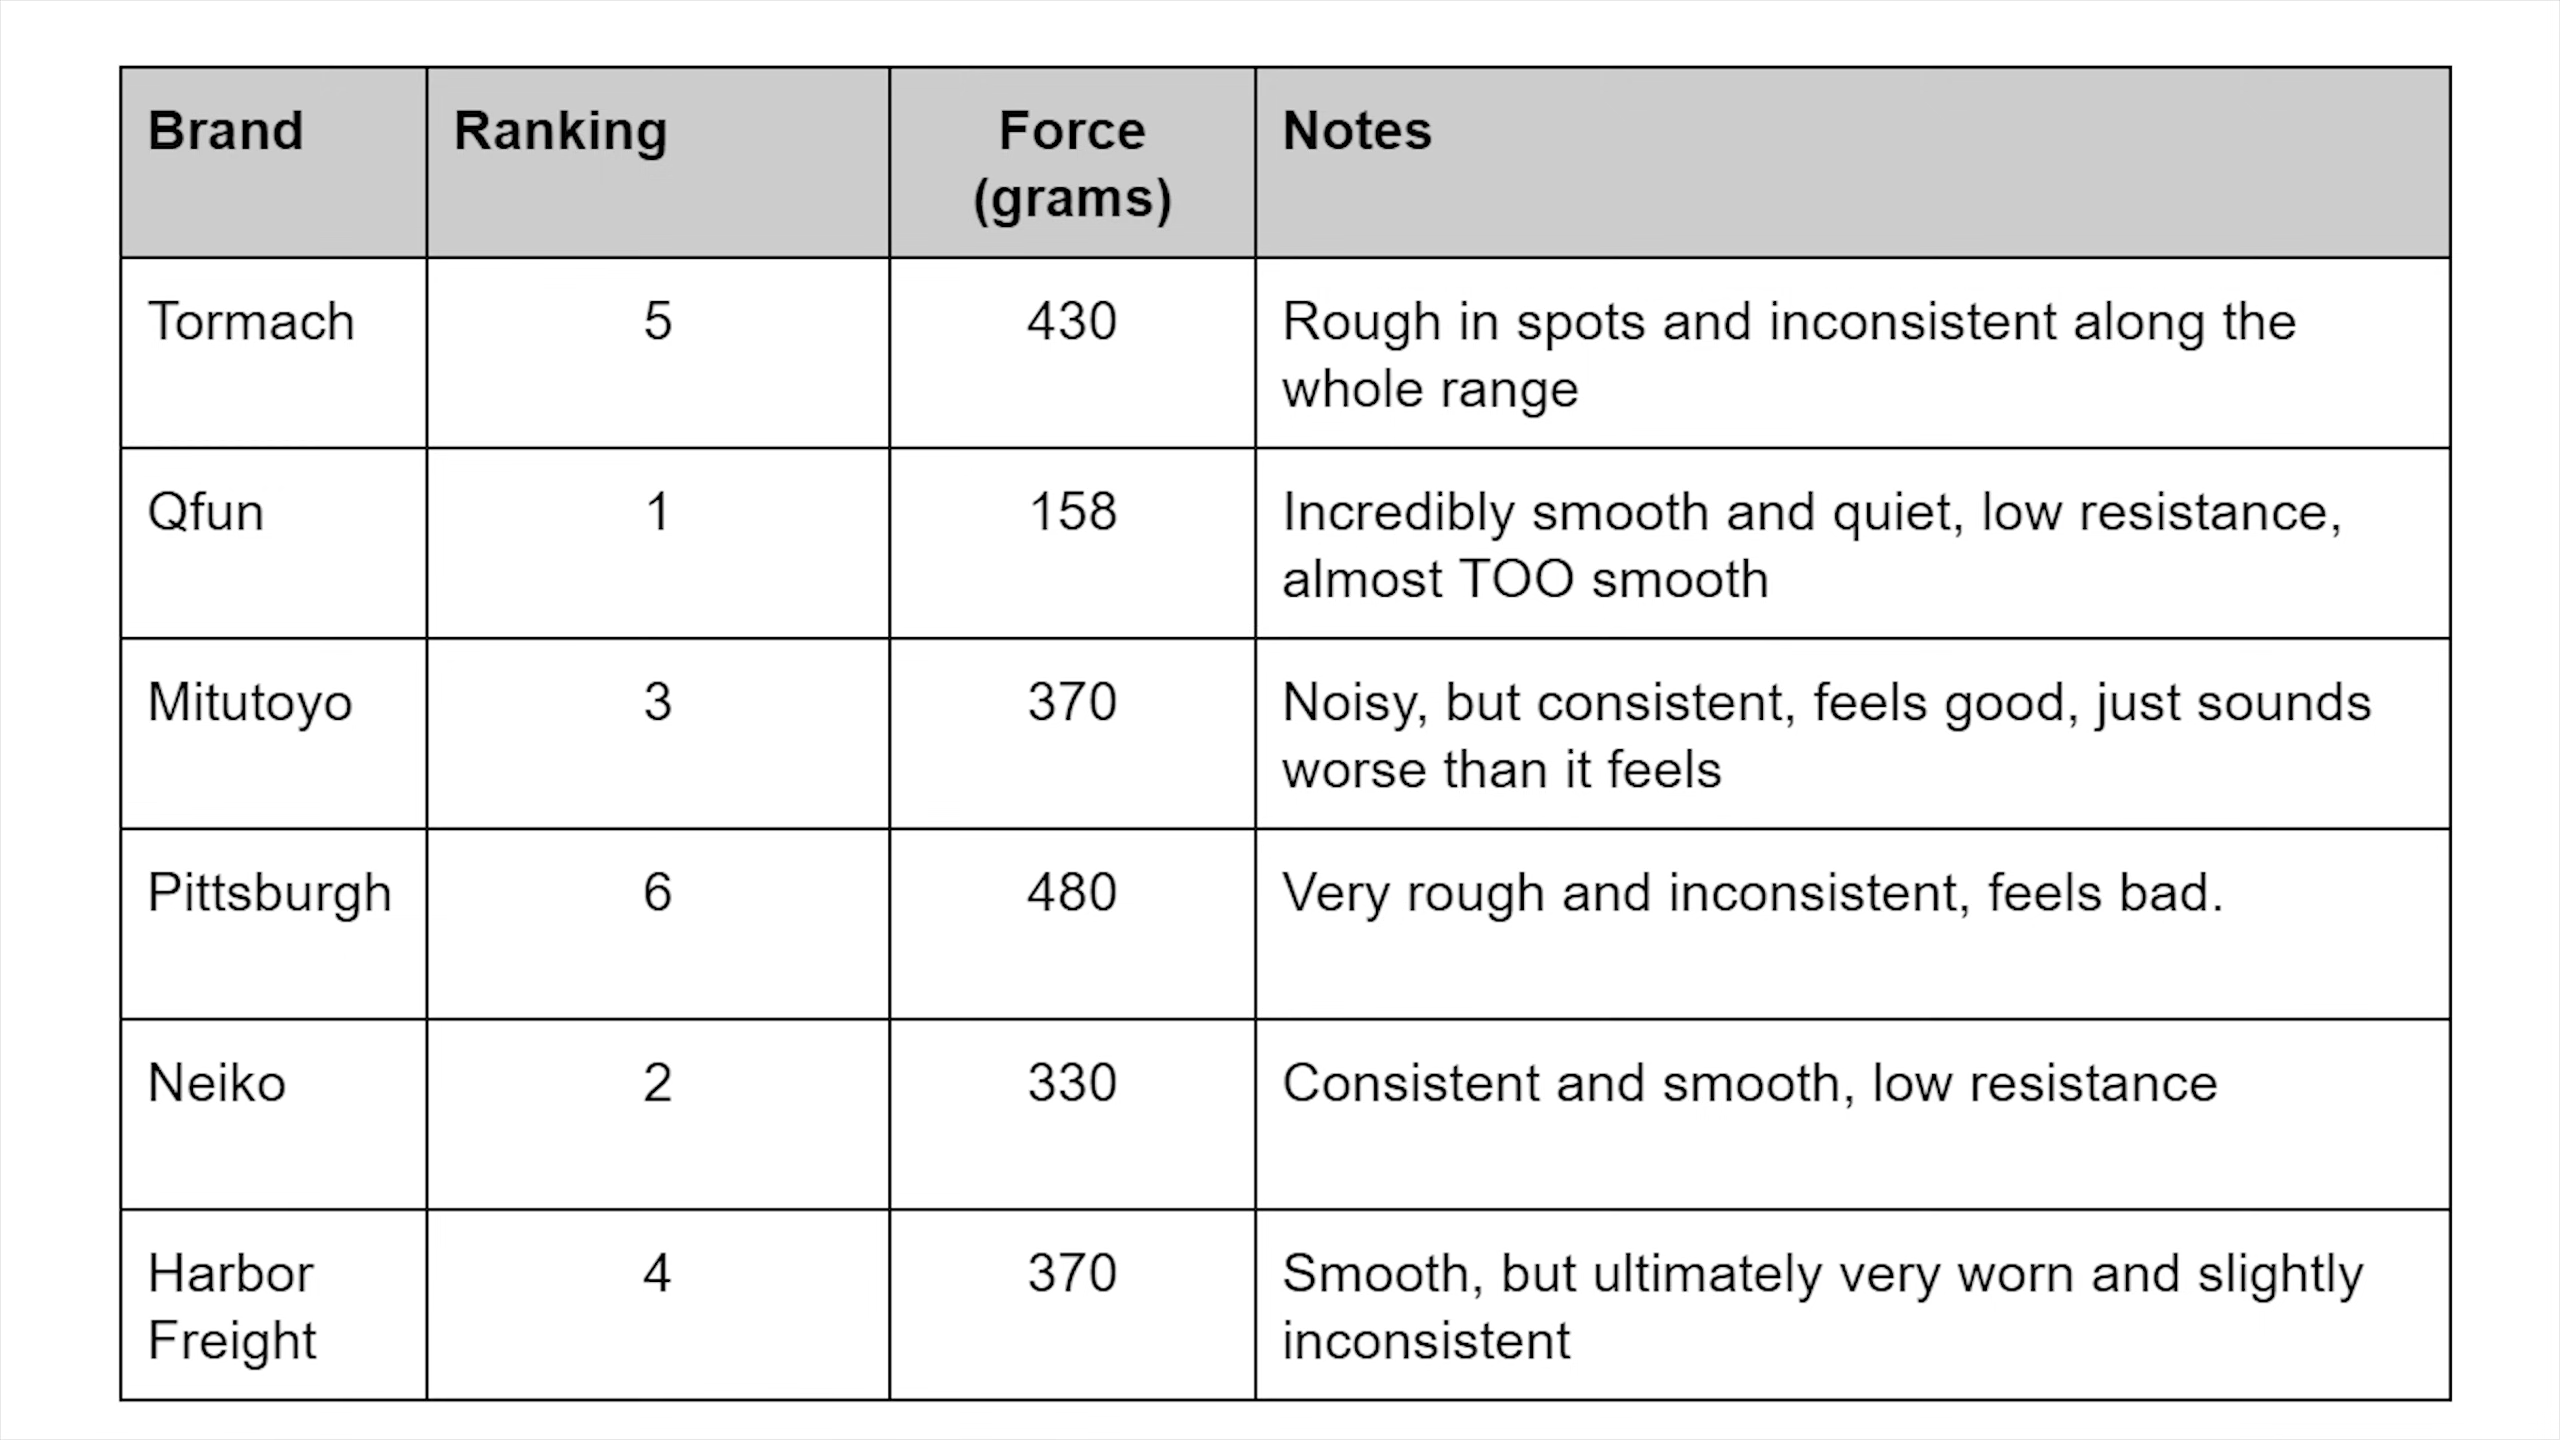 Brand Ranking Force (grams) Notes
Tormach 5 430 Rough in spots and inconsistent along the
whole range
Qfun 1 158 Incredibly smooth and quiet, low resistance,
almost TOO smooth
Mitutoyo 3 370 Noisy, but consistent, feels good, just sounds
worse than it feels
Pittsburgh 6 480 Very rough and inconsistent, feels bad.
Neiko 2 330 Consistent and smooth, low resistance
Harbor Freight 4 370 Smooth, but ultimately very worn and slightly
inconsistent